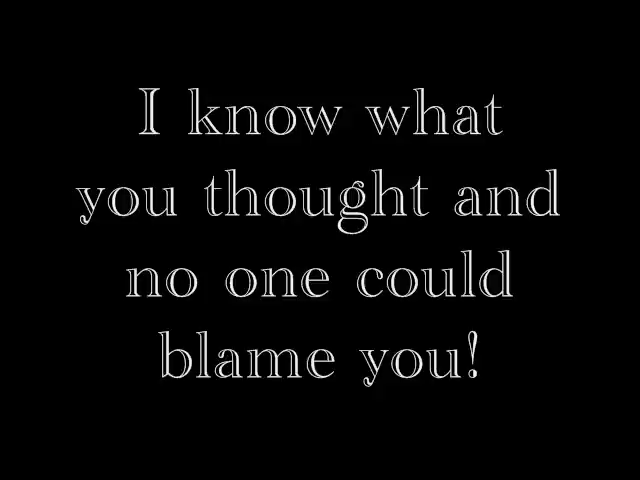 I know what
you thought and
no one could
blame you!